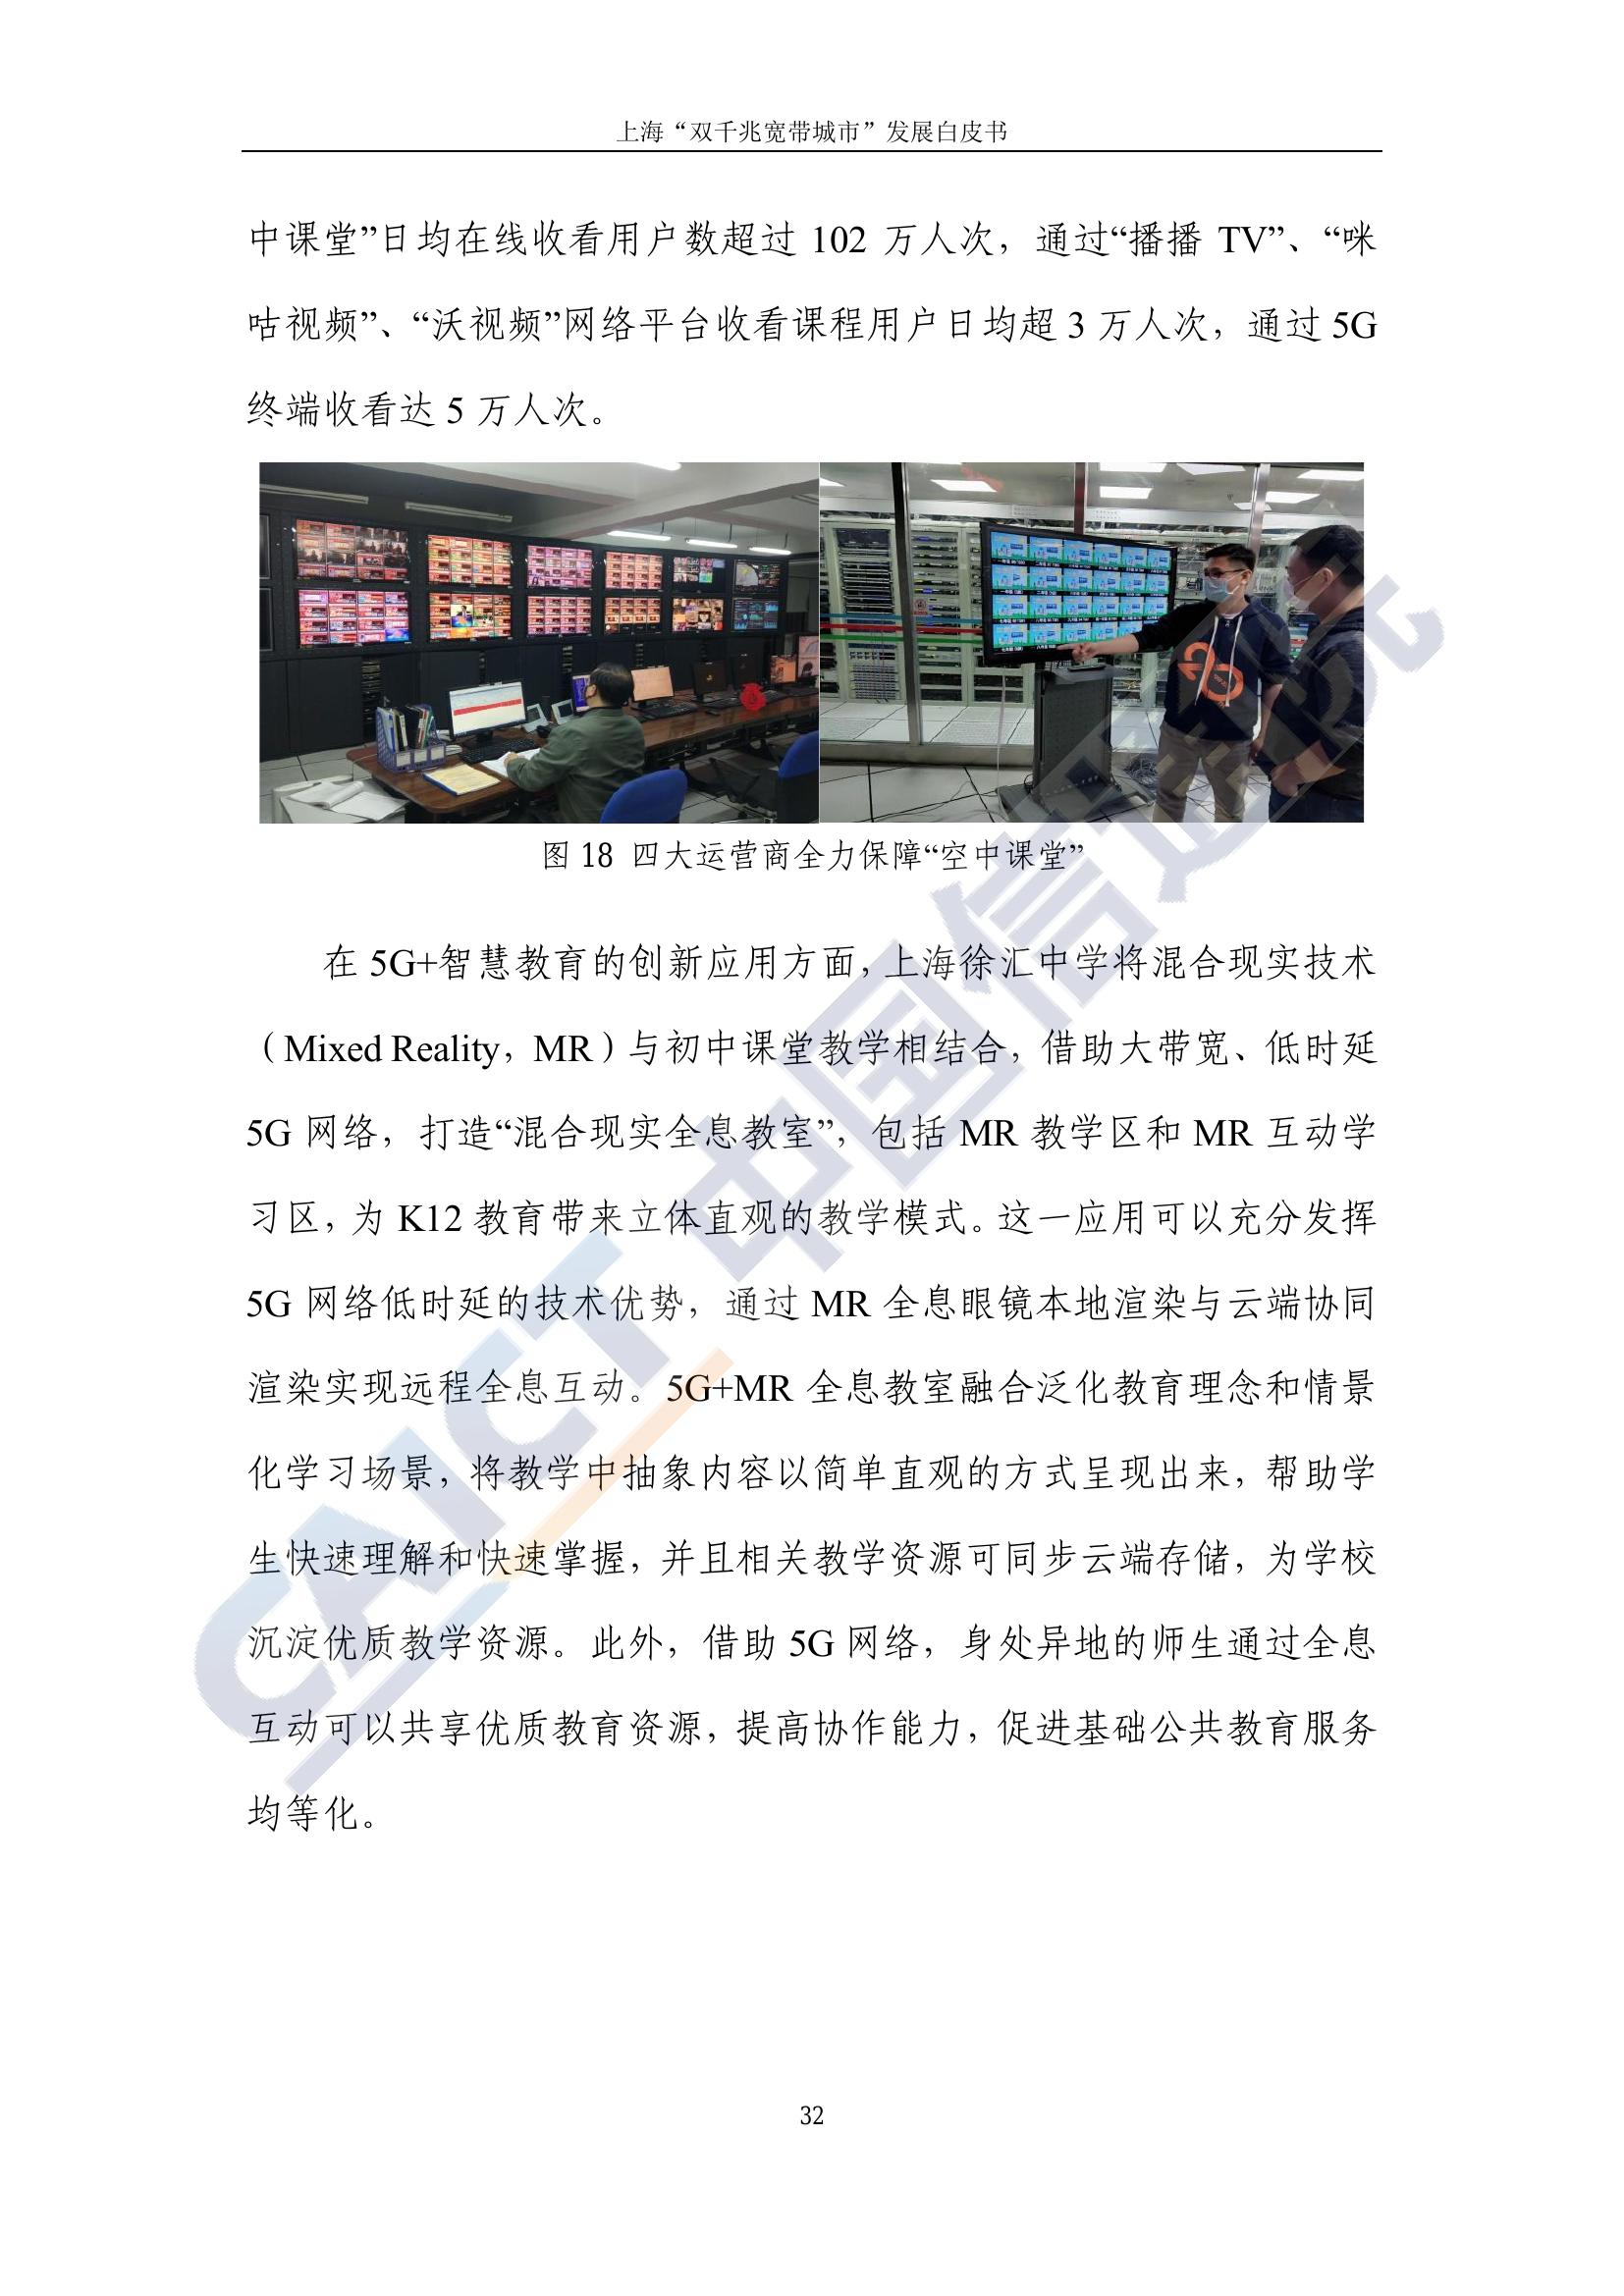 上海“双千兆宽带城市”发展白皮书
中课堂”日均在线收看用户数超过 102 万人次，通过“播播 TV”、“咪
咕视频”、“沃视频”网络平台收看课程用户日均超 3 万人次，通过 5G
终端收看达 5 万人次。
图 18 四大运营商全力保障“空中课堂”
在 5G+智慧教育的创新应用方面，上海徐汇中学将混合现实技术
（Mixed Reality，MR）与初中课堂教学相结合，借助大带宽、低时延
5G 网络，打造“混合现实全息教室”，包括 MR 教学区和 MR 互动学
习区，为 K12 教育带来立体直观的教学模式。这一应用可以充分发挥
5G 网络低时延的技术优势，通过 MR 全息眼镜本地渲染与云端协同
渲染实现远程全息互动。5G+MR 全息教室融合泛化教育理念和情景
化学习场景，将教学中抽象内容以简单直观的方式呈现出来，帮助学
生快速理解和快速掌握，并且相关教学资源可同步云端存储，为学校
沉淀优质教学资源。此外，借助 5G 网络，身处异地的师生通过全息
互动可以共享优质教育资源，提高协作能力，促进基础公共教育服务
均等化。
CAICT 中国信通院
32